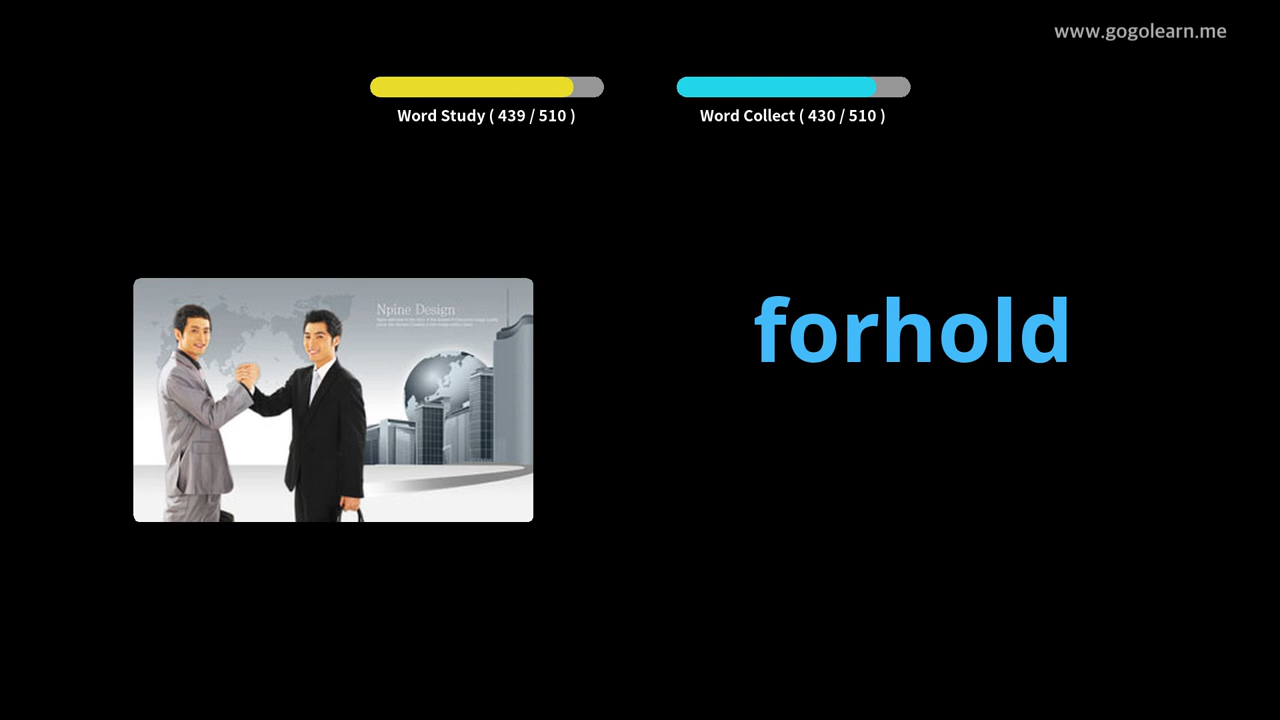 www.gogolearn.me
Word Study ( 439 / 510 )
Word Collect ( 430 / 510 )
Npine Design
forhold